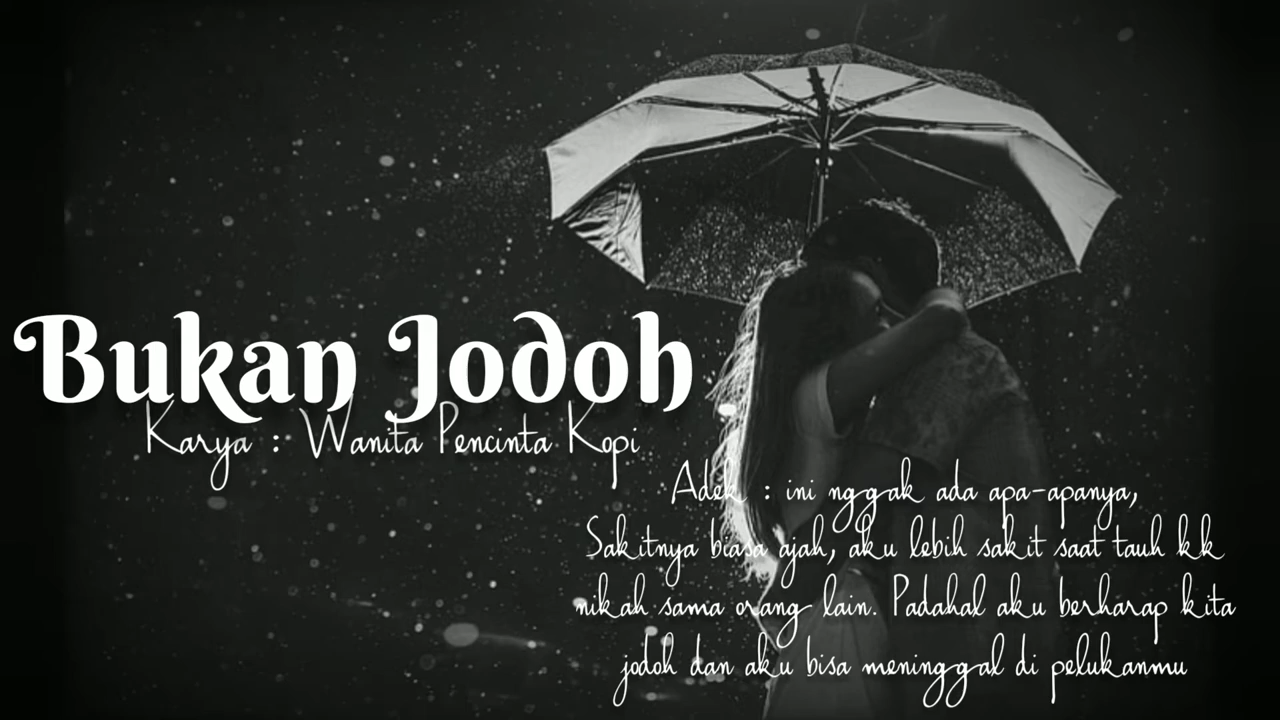 Bukan Jodoh
Karya : Wanita Pencinta Kopi
Adek : ini nggak ada apa-apanya,
Sakitnya biasa ajah, aku lebih sakit saat tauh kk
nikah sama orang lain. Padahal aku berharap kita
jodoh dan aku bisa meninggal di pelukanmu